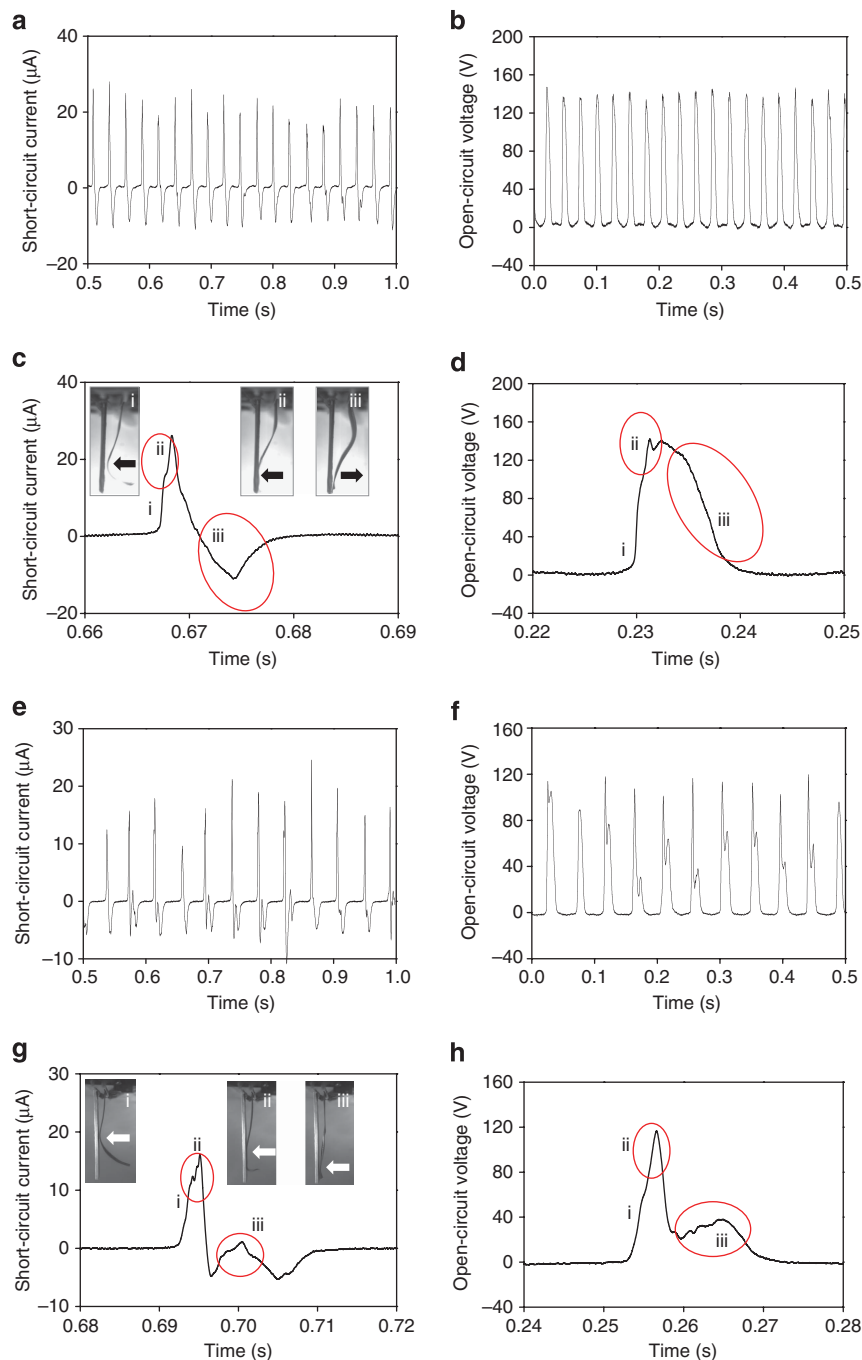 a
40
20
0
–20
Short-circuit current (μA)
0.5 0.6 0.7 0.8 0.9 1.0
Time (s)
b
200
160
120
80
40
0
–40
Open-circuit voltage (V)
0.0 0.1 0.2 0.3 0.4 0.5
Time (s)
c
40
20
0
–20
Short-circuit current (μA)
i ii iii
ii
i
iii
0.66 0.67 0.68 0.69
Time (s)
d
200
160
120
80
40
0
–40
Open-circuit voltage (V)
ii
iii
i
0.22 0.23 0.24 0.25
Time (s)
e
30
20
10
0
–10
Short-circuit current (μA)
0.5 0.6 0.7 0.8 0.9 1.0
Time (s)
f
160
120
80
40
0
–40
Open-circuit voltage (V)
0.0 0.1 0.2 0.3 0.4 0.5
Time (s)
g
30
20
10
0
–10
Short-circuit current (μA)
i ii iii
ii
i
iii
0.68 0.69 0.70 0.71 0.72
Time (s)
h
160
120
80
40
0
–40
Open-circuit voltage (V)
ii
i
iii
0.24 0.25 0.26 0.27 0.28
Time (s)